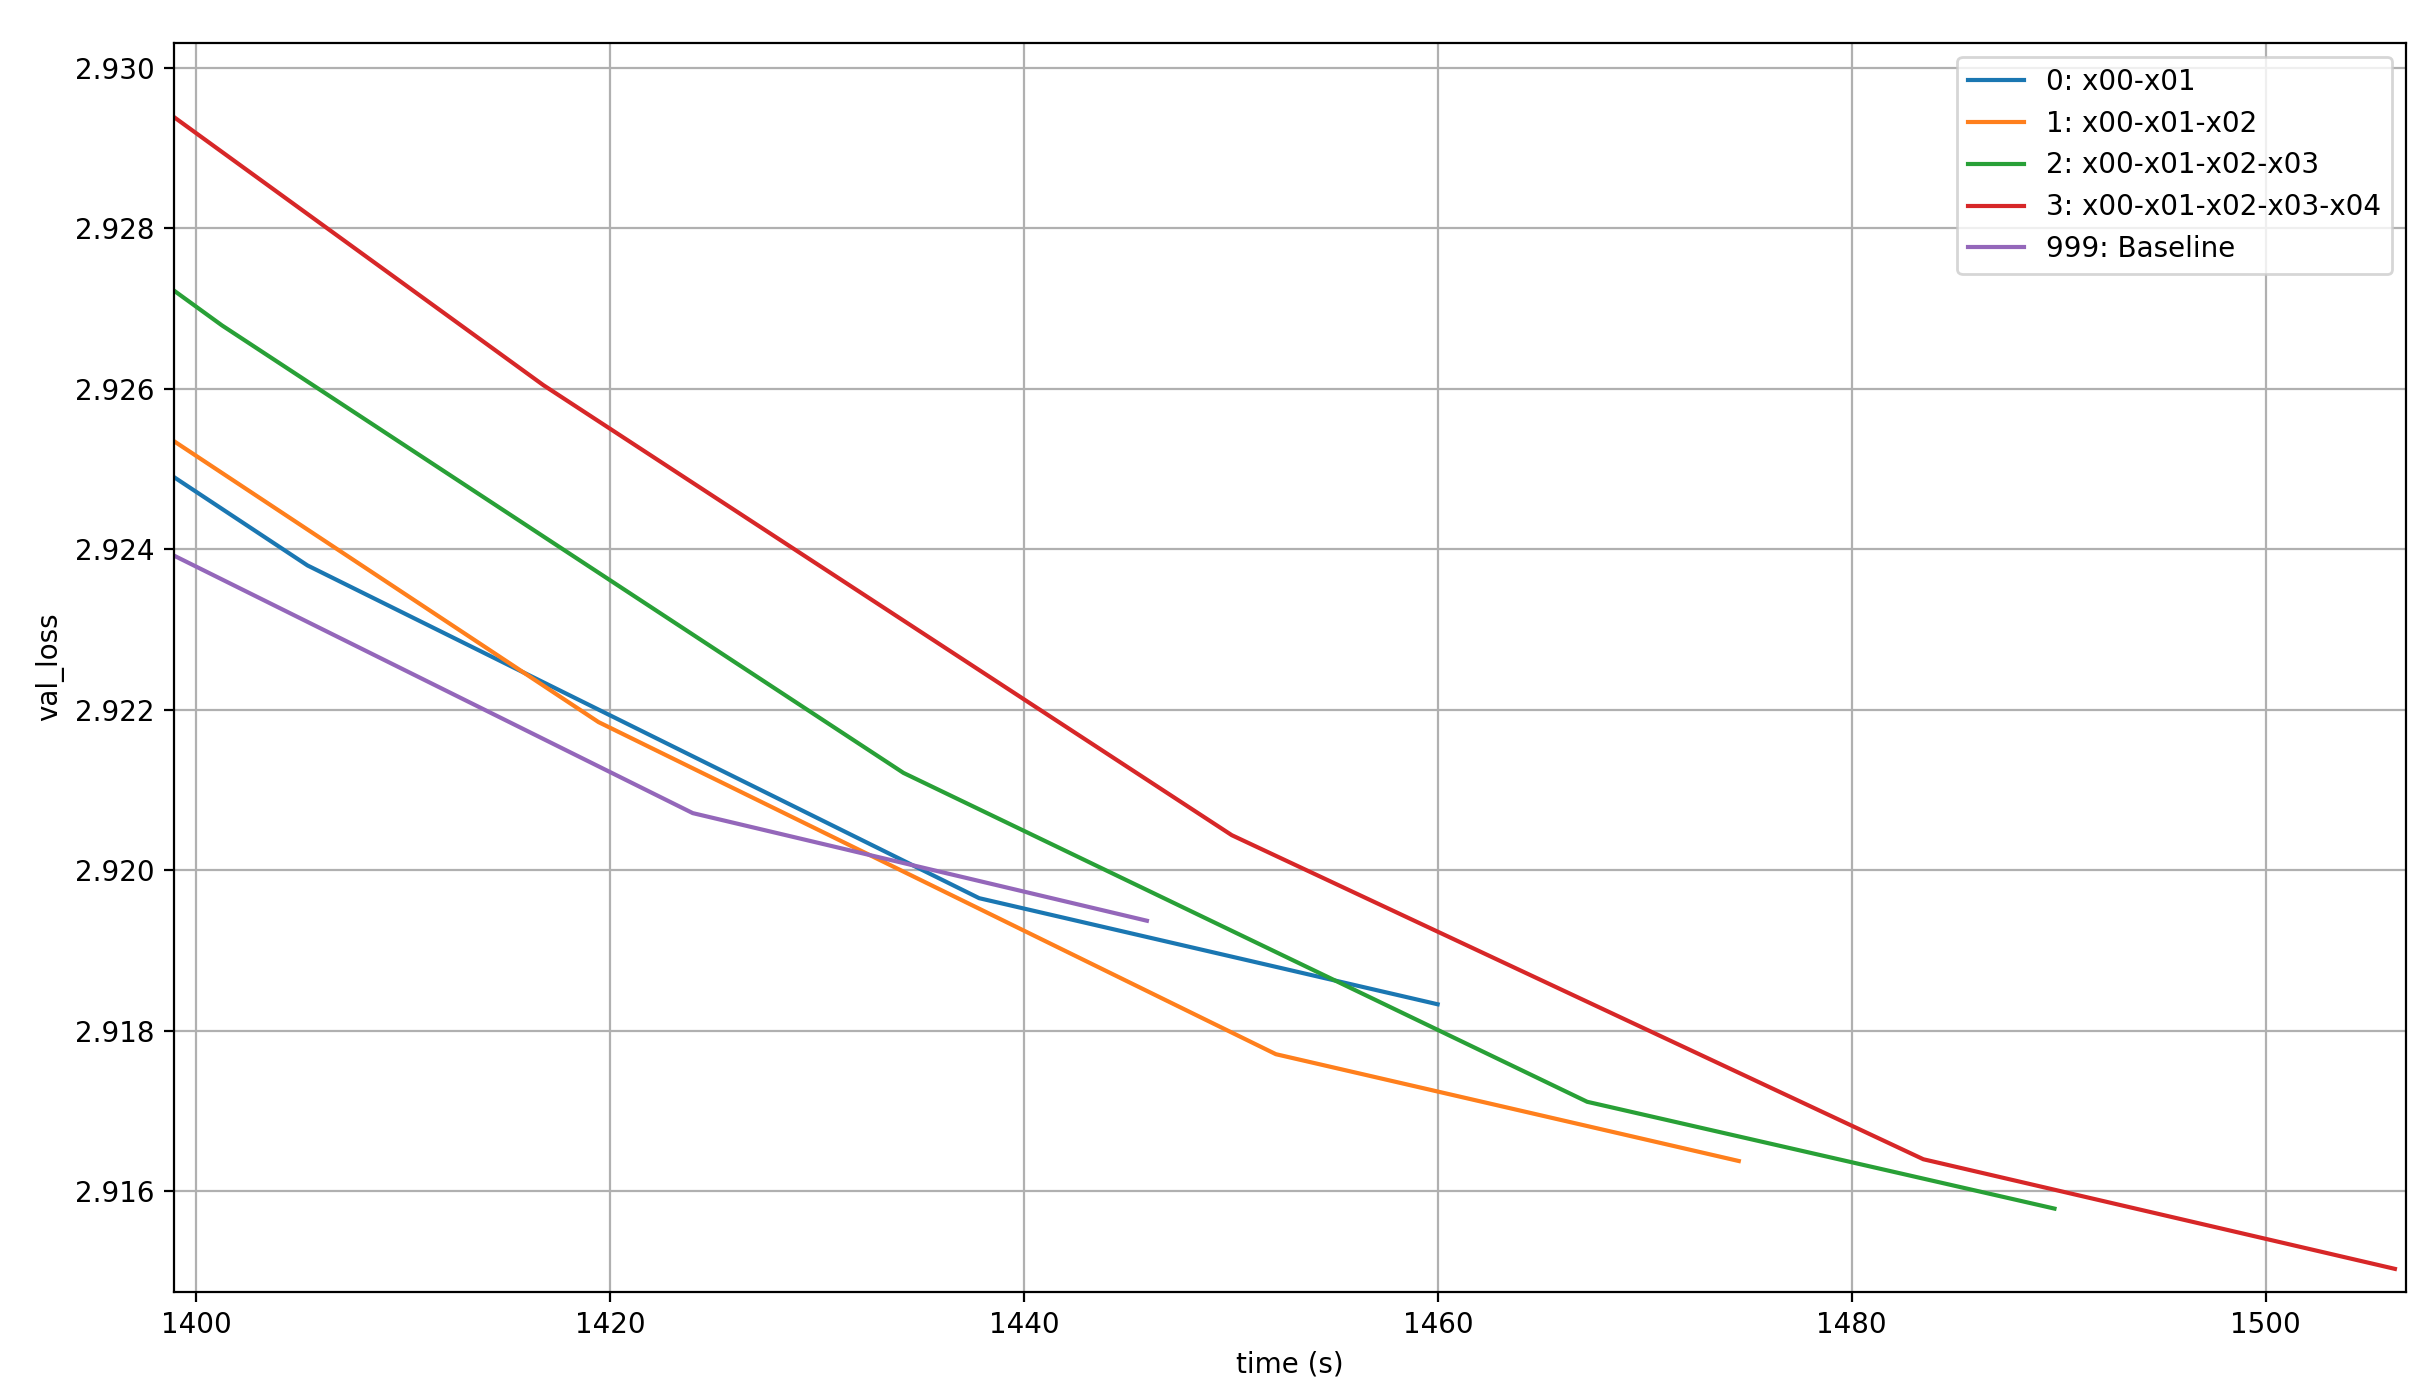 2.930
2.928
2.926
2.924
2.922
2.920
2.918
2.916
val_loss
1400 1420 1440 1460 1480 1500
time (s)
0: x00-x01
1: x00-x01-x02
2: x00-x01-x02-x03
3: x00-x01-x02-x03-x04
999: Baseline